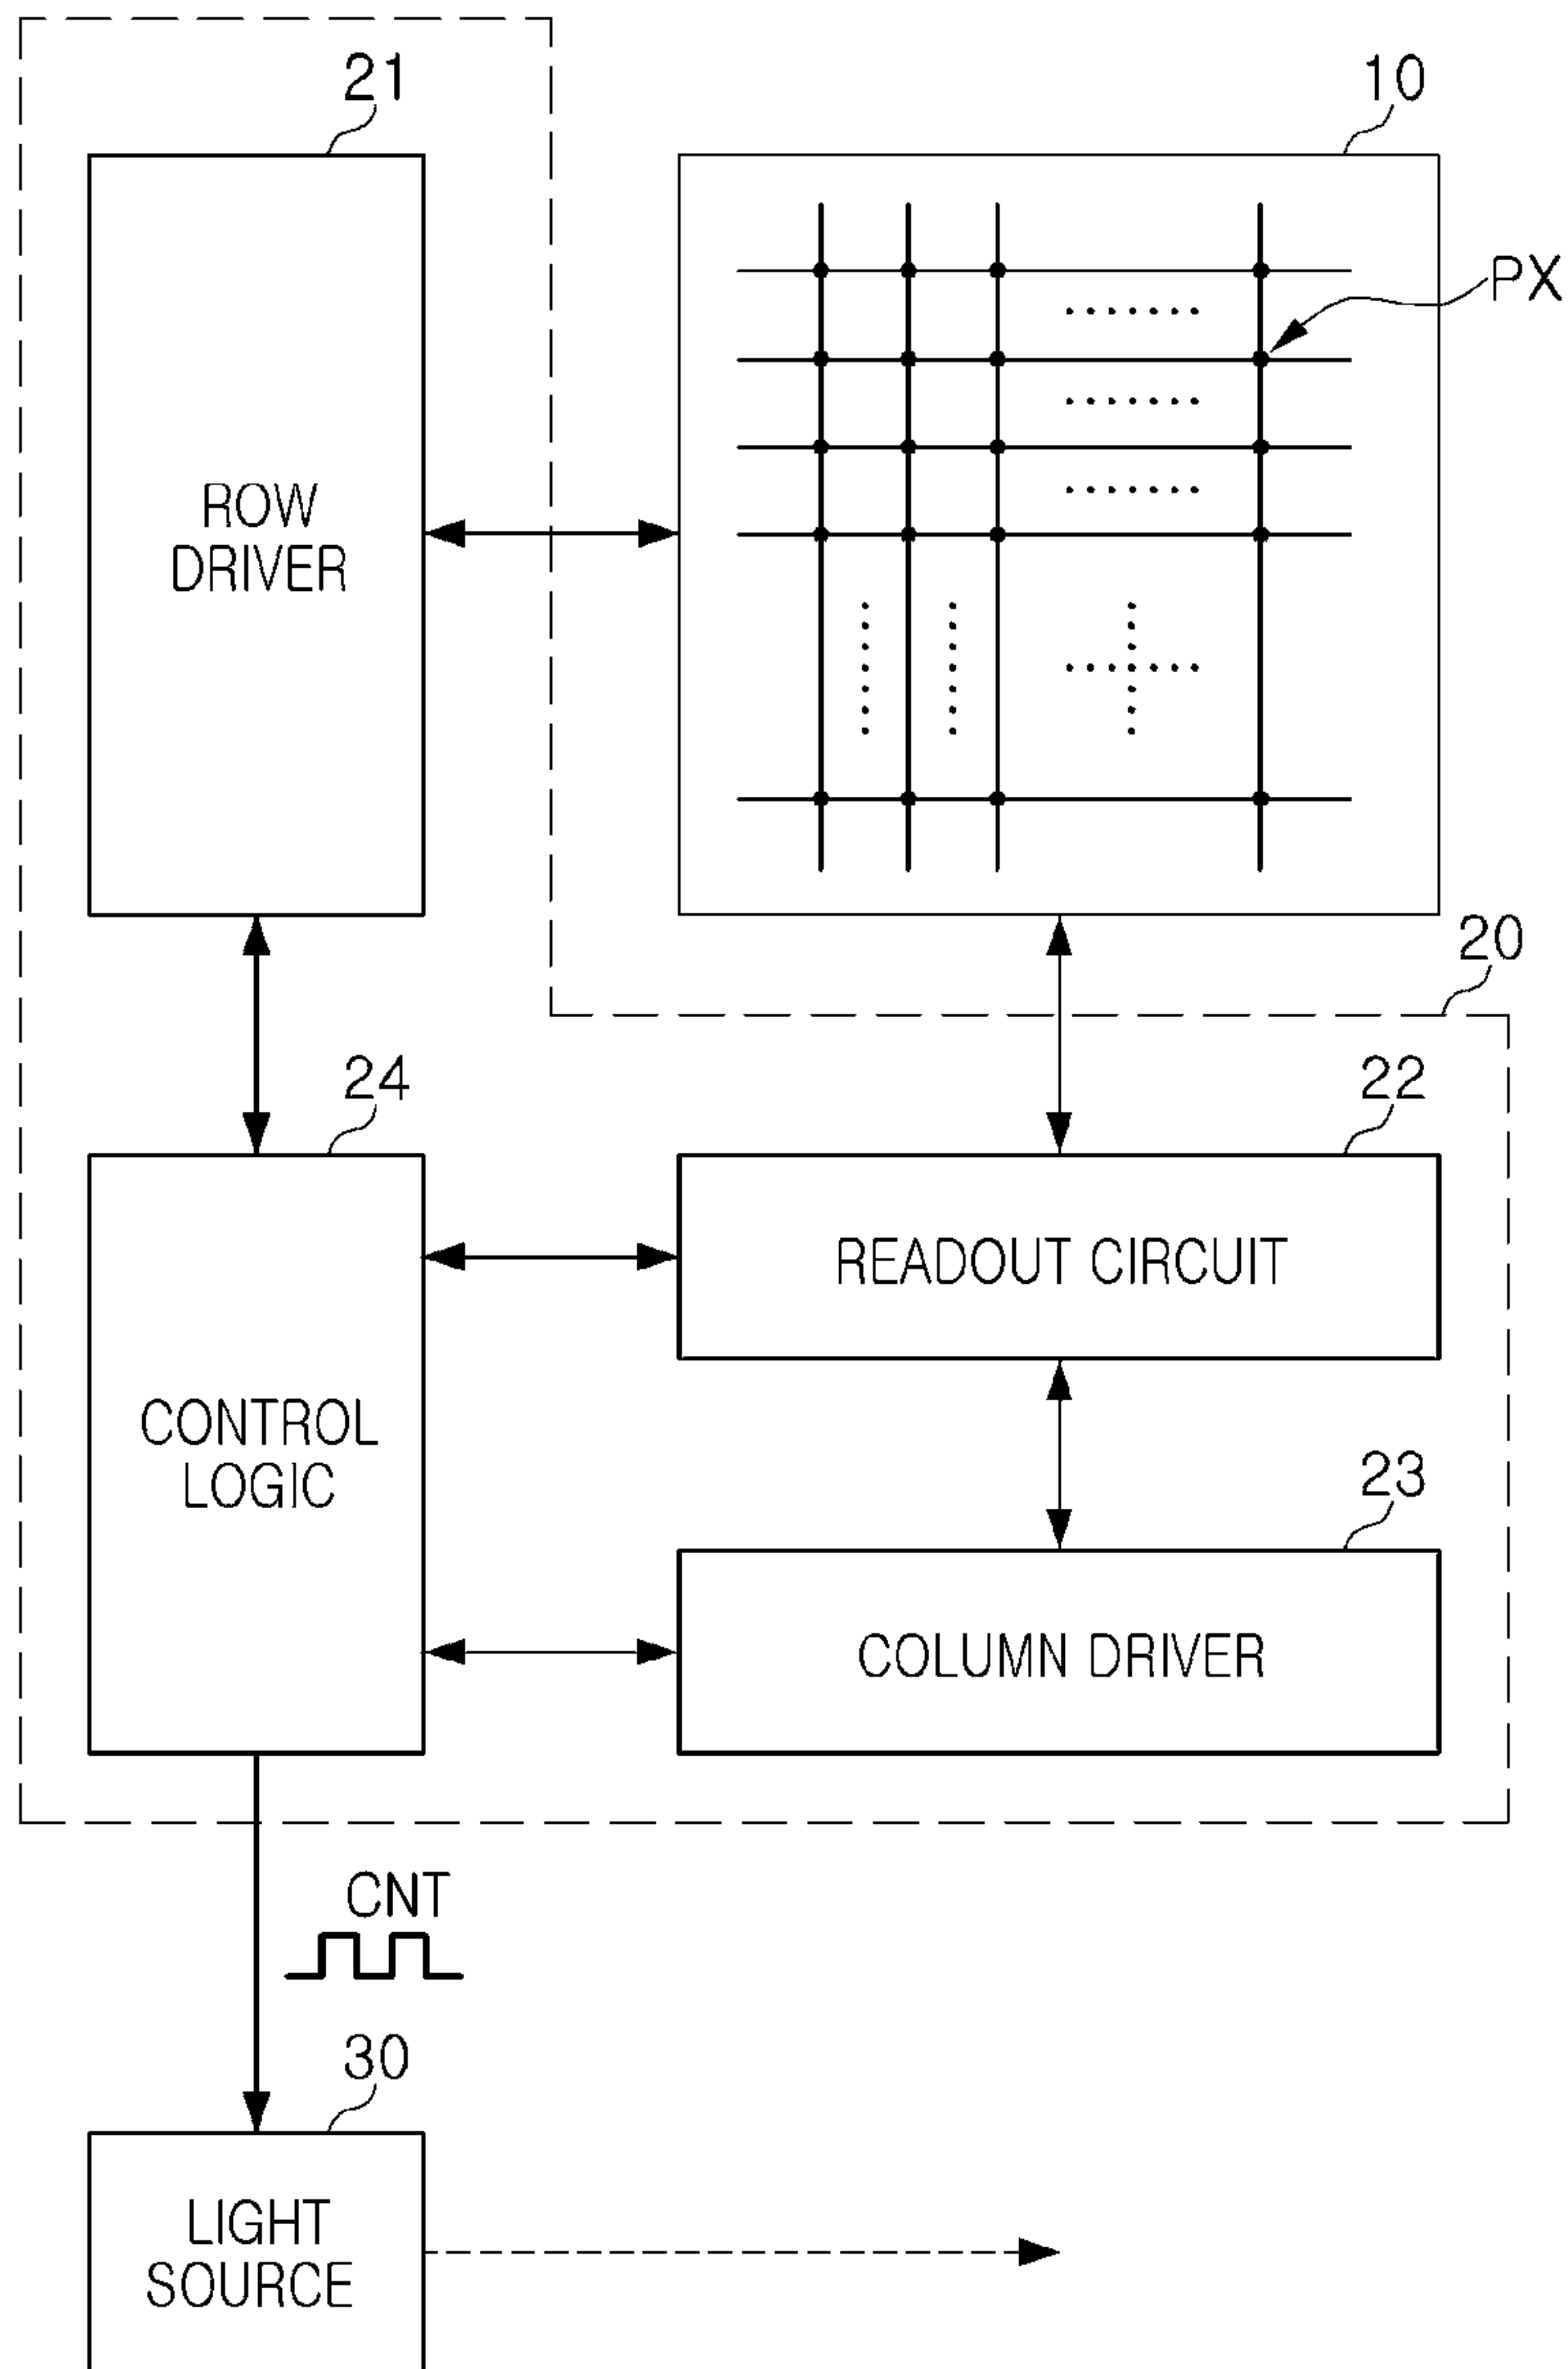 21
10
PX
ROW
DRIVER
20
24
22
READOUT CIRCUIT
CONTROL
LOGIC
23
COLUMN DRIVER
CNT
30
LIGHT
SOURCE